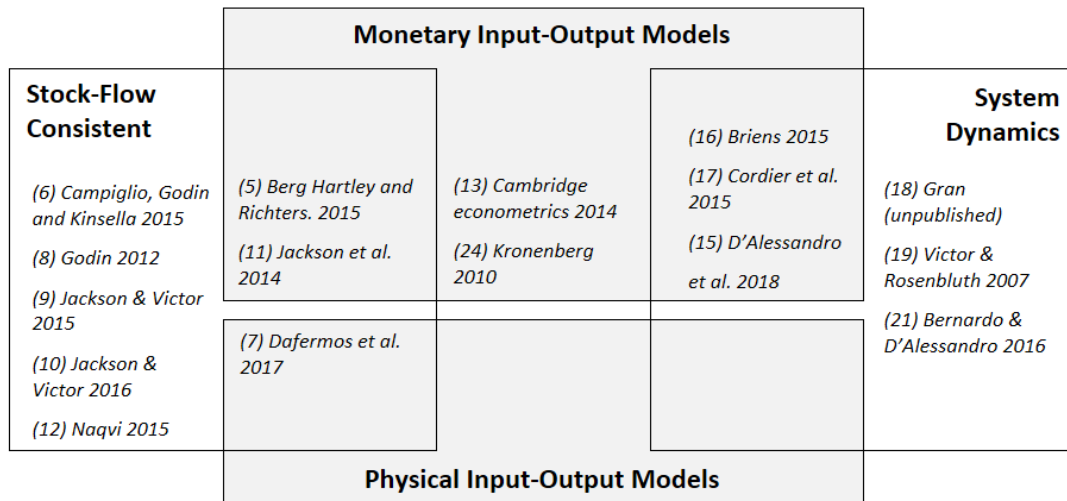 Monetary Input-Output Models
Stock-Flow
Consistent
(6) Campiglio, Godin
and Kinsella 2015
(8) Godin 2012
(9) Jackson & Victor
2015
(10) Jackson &
Victor 2016
(12) Naqvi 2015
(5) Berg Hartley and
Richters. 2015
(11) Jackson et al.
2014
(7) Dafermos et al.
2017
(13) Cambridge
econometrics 2014
(24) Kronenberg
2010
(16) Briens 2015
(17) Cordier et al.
2015
(15) D’Alessandro
et al. 2018
System
Dynamics
(18) Gran
(unpublished)
(19) Victor &
Rosenbluth 2007
(21) Bernardo &
D’Alessandro 2016
Physical Input-Output Models